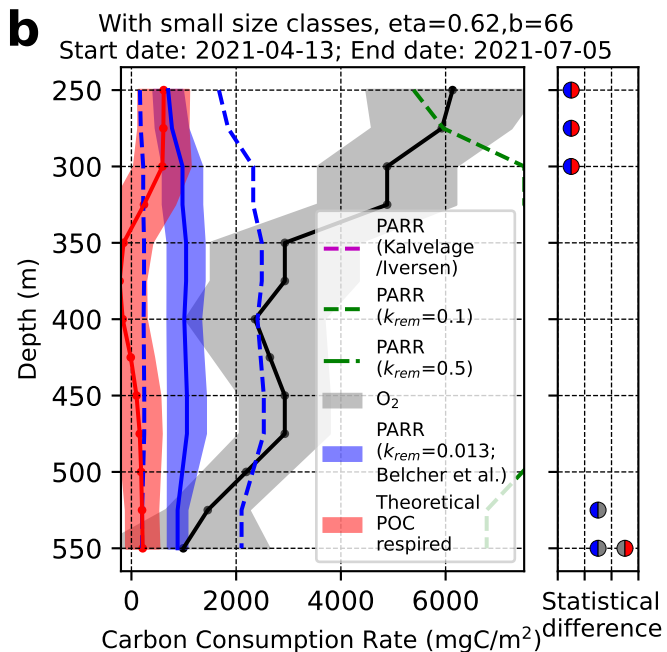 b
With small size classes, eta=0.62,b=66
Start date: 2021-04-13; End date: 2021-07-05
250
300
350
400
450
500
550
Depth (m)
PARR
(Kalvelage
/Iversen)
PARR
(k_rem=0.1)
PARR
(k_rem=0.5)
O₂
PARR
(k_rem=0.013;
Belcher et al.)
Theoretical
POC
respired
0 2000 4000 6000
Carbon Consumption Rate (mgC/m²)
Statistical
difference